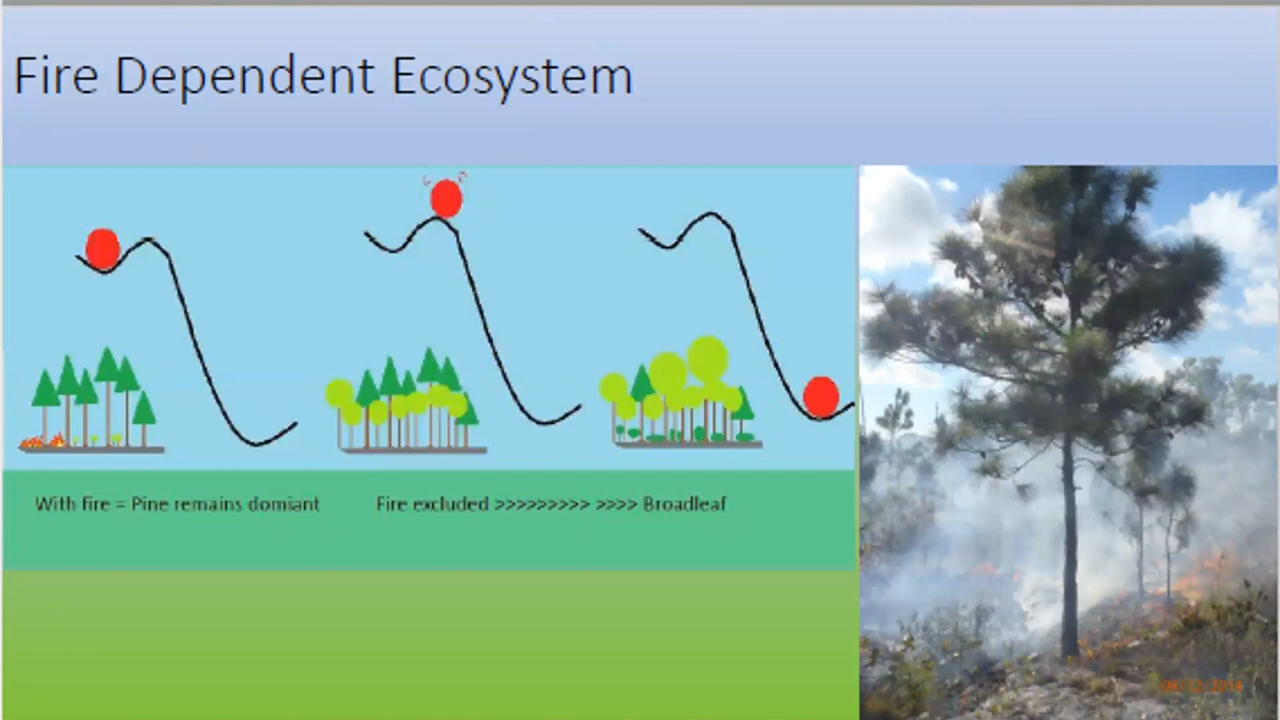 Fire Dependent Ecosystem
With fire = Pine remains domiant
Fire excluded >>>>>>>>> >>>> Broadleaf